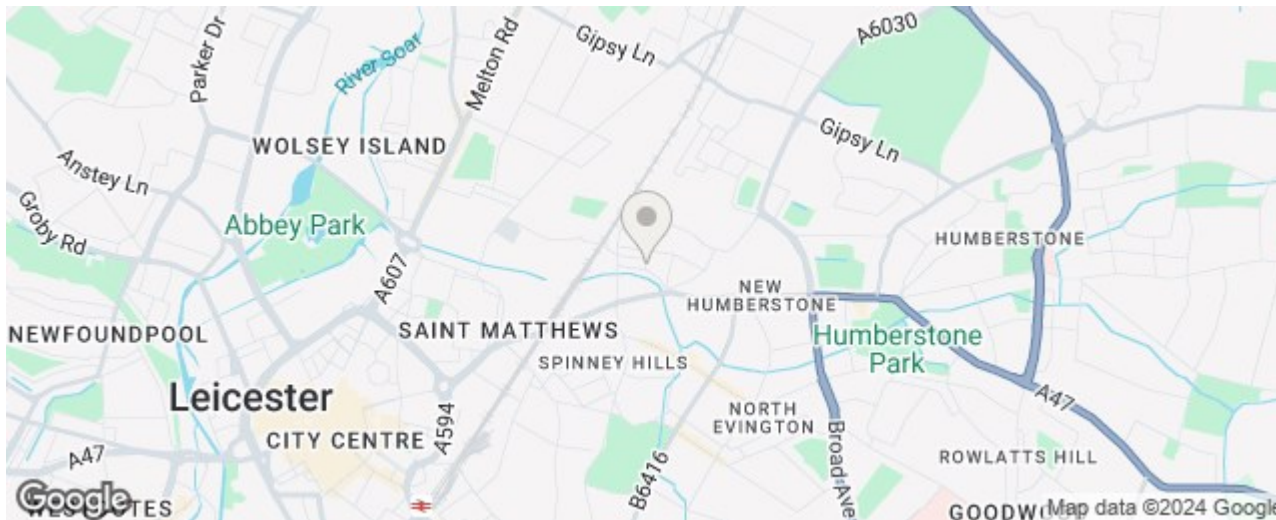 Parker Dr
River Soar
Melton Rd
Gipsy Ln
A6030
WOLSEY ISLAND
Gipsy Ln
Anstey Ln
Groby Rd
Abbey Park
A607
HUMBERSTONE
NEW
HUMBERSTONE
NEWFOUNDPOOL
SAINT MATTHEWS
SPINNEY HILLS
Humberstone
Park
Leicester
CITY CENTRE
A594
NORTH
EVINGTON
A47
Broad Ave
A47
B6416
ROWLATTS HILL
Google
Map data ©2024 Google